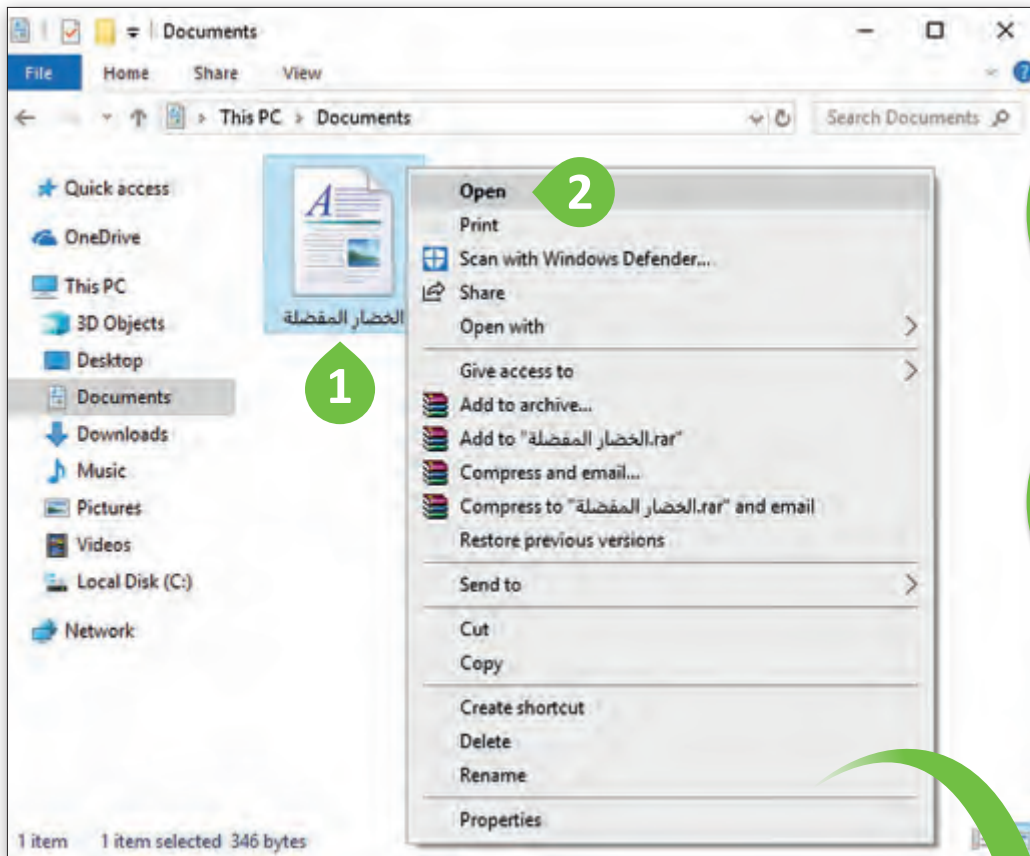 Documents
File Home Share View
This PC > Documents
Search Documents
Quick access
OneDrive
This PC
3D Objects
Desktop
Documents
Downloads
Music
Pictures
Videos
Local Disk (C:)
Network
A
الخضار المفضلة
1
2
Open
Print
Scan with Windows Defender...
Share
Open with
Give access to
Add to archive...
Add to "الخضار المفضلة.rar"
Compress and email...
Compress to "الخضار المفضلة.rar" and email
Restore previous versions
Send to
Cut
Copy
Create shortcut
Delete
Rename
Properties
1 item 1 item selected 346 bytes